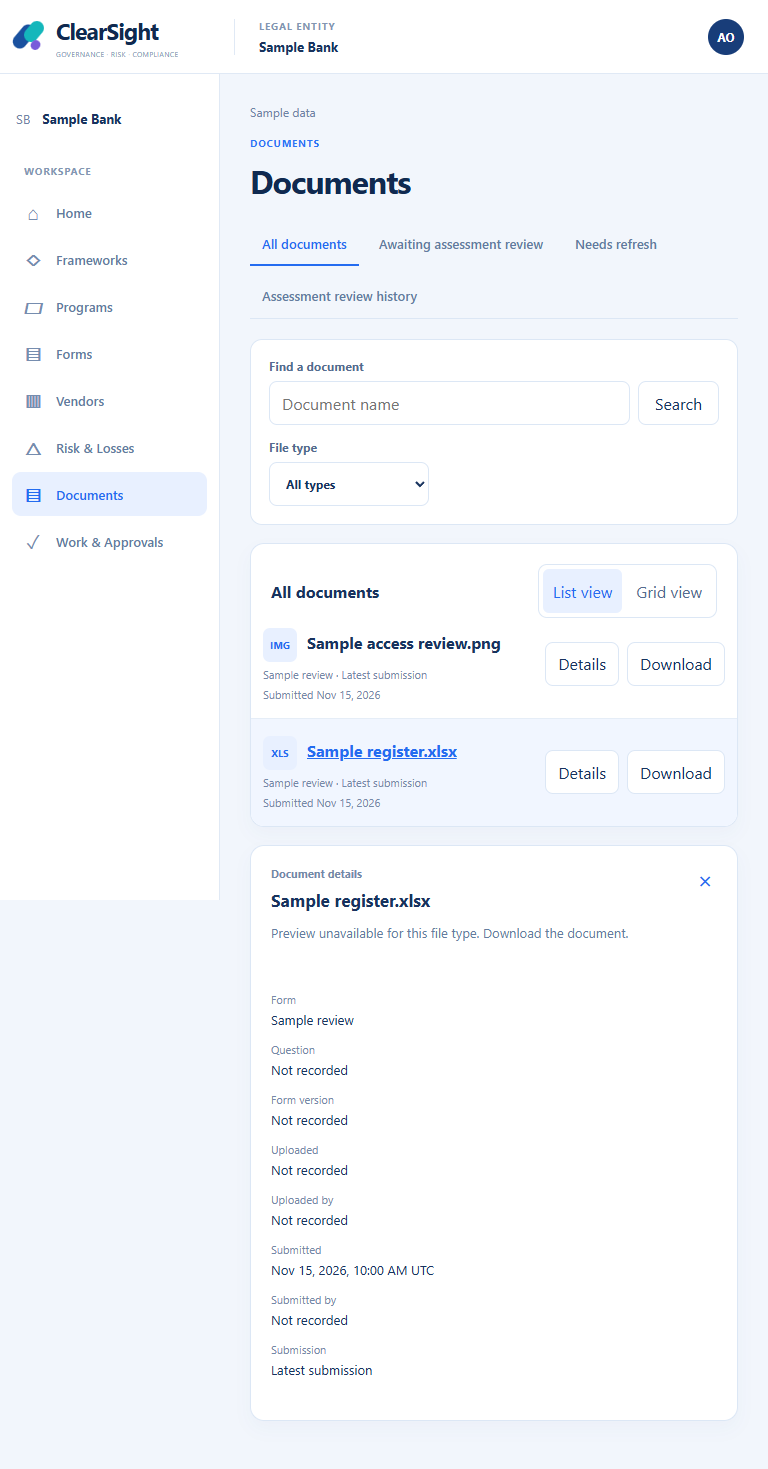 ClearSight
GOVERNANCE · RISK · COMPLIANCE
LEGAL ENTITY
Sample Bank
AO
SB Sample Bank
WORKSPACE
Home
Frameworks
Programs
Forms
Vendors
Risk & Losses
Documents
Work & Approvals
Sample data
DOCUMENTS
Documents
All documents
Awaiting assessment review
Needs refresh
Assessment review history
Find a document
Document name
Search
File type
All types
All documents
List view
Grid view
IMG
Sample access review.png
Sample review · Latest submission
Submitted Nov 15, 2026
Details
Download
XLS
Sample register.xlsx
Sample review · Latest submission
Submitted Nov 15, 2026
Details
Download
Document details
Sample register.xlsx
Preview unavailable for this file type. Download the document.
Form
Sample review
Question
Not recorded
Form version
Not recorded
Uploaded
Not recorded
Uploaded by
Not recorded
Submitted
Nov 15, 2026, 10:00 AM UTC
Submitted by
Not recorded
Submission
Latest submission